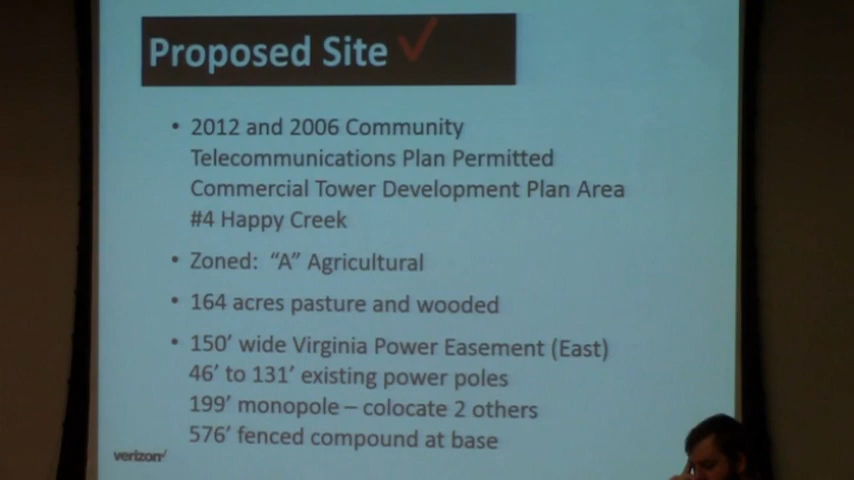 Proposed Site ✓
• 2012 and 2006 Community
Telecommunications Plan Permitted
Commercial Tower Development Plan Area
#4 Happy Creek
• Zoned: “A” Agricultural
• 164 acres pasture and wooded
• 150’ wide Virginia Power Easement (East)
46’ to 131’ existing power poles
199’ monopole – colocate 2 others
576’ fenced compound at base
verizon✓